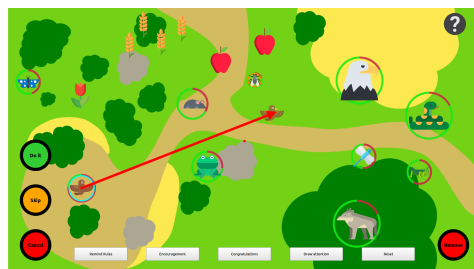 ?
Do it
Skip
Cancel
Remove
Remind Rules
Encouragement
Congratulations
Draw attention
Reset